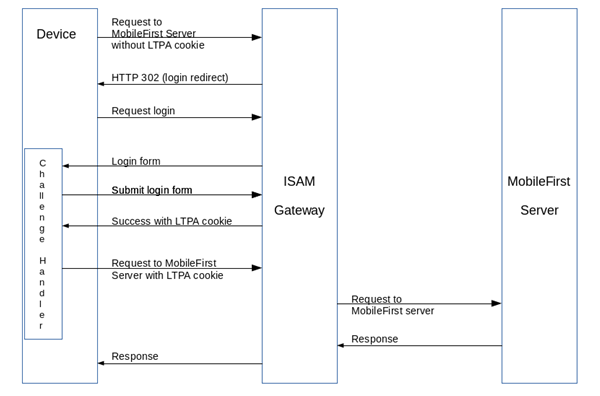 Device
Request to
MobileFirst Server
without LTPA cookie
HTTP 302 (login redirect)
Request login
Challenge Handler
Login form
Submit login form
Success with LTPA cookie
Request to MobileFirst
Server with LTPA cookie
ISAM
Gateway
MobileFirst
Server
Request to
MobileFirst server
Response
Response